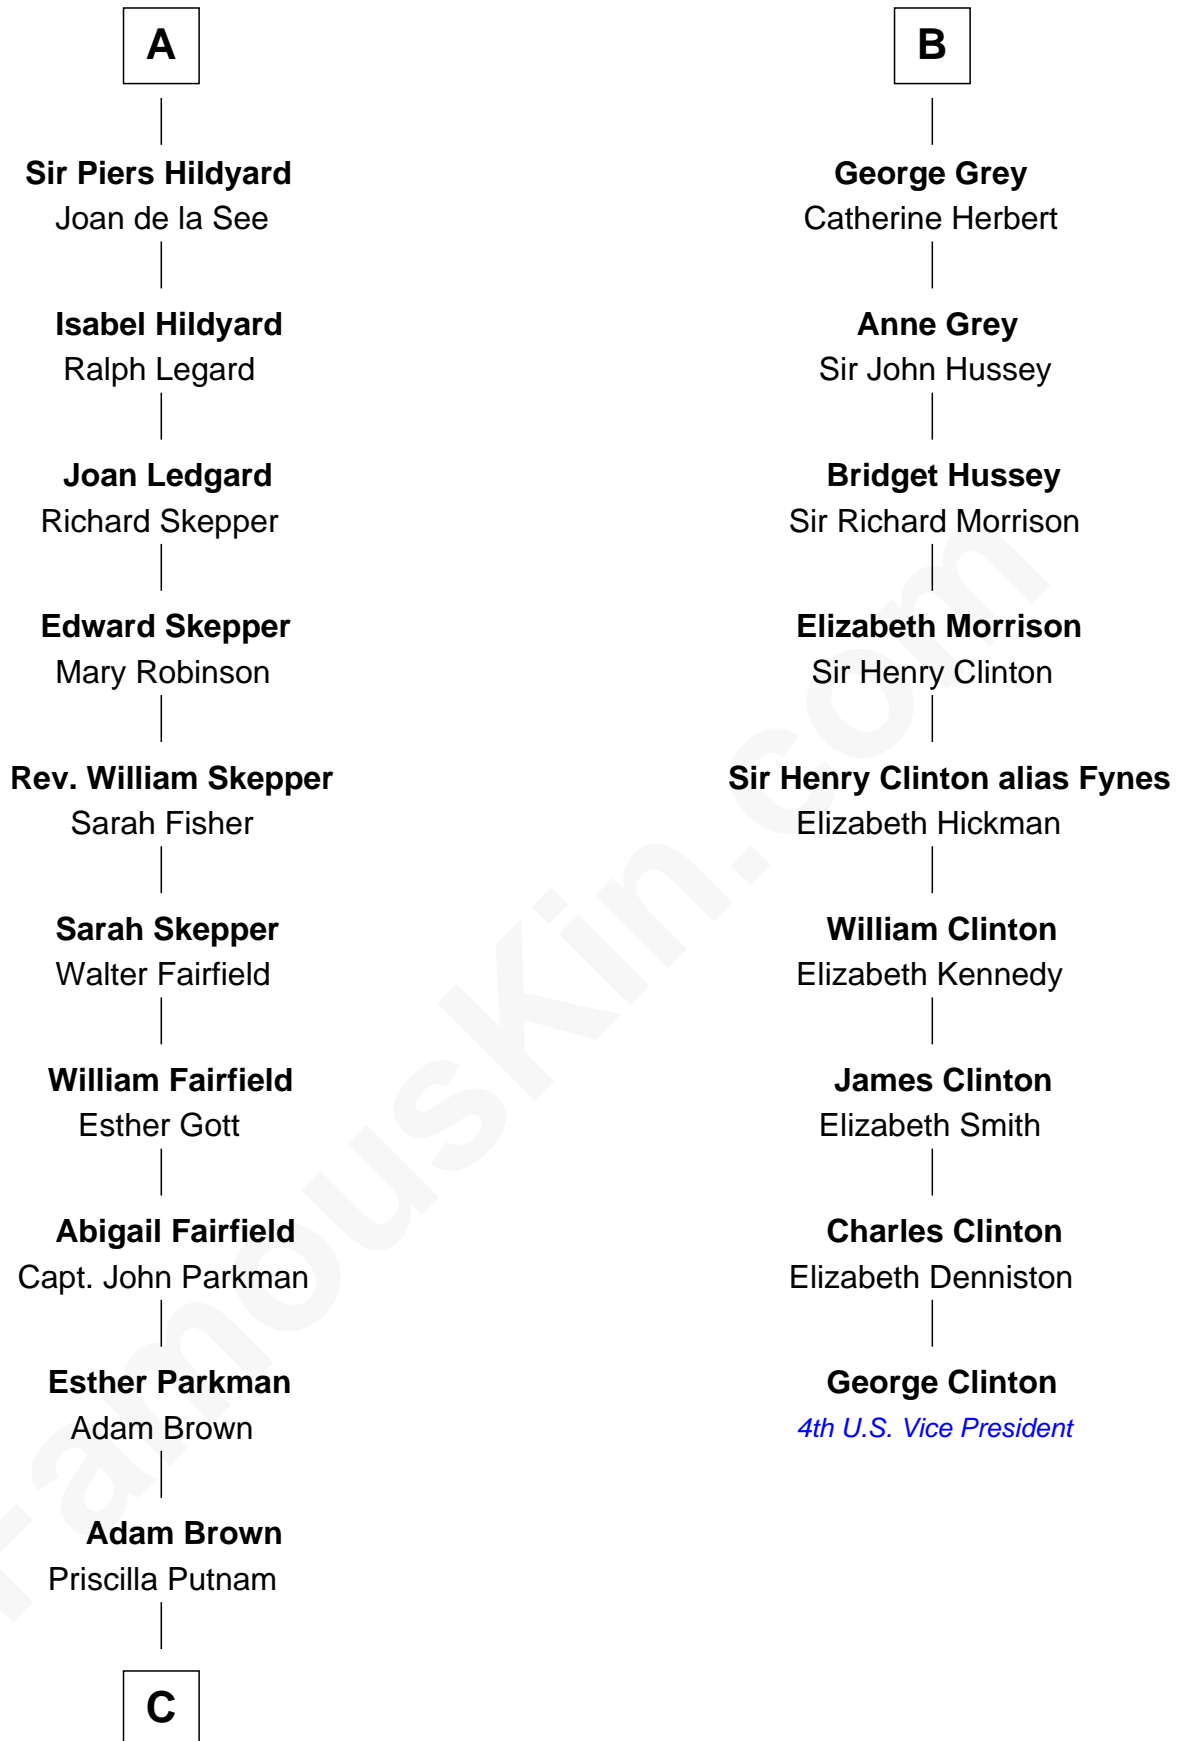 A
Sir Piers Hildyard
Joan de la See
Isabel Hildyard
Ralph Legard
Joan Ledgard
Richard Skepper
Edward Skepper
Mary Robinson
Rev. William Skepper
Sarah Fisher
Sarah Skepper
Walter Fairfield
William Fairfield
Esther Gott
Abigail Fairfield
Capt. John Parkman
Esther Parkman
Adam Brown
Adam Brown
Priscilla Putnam
C
B
George Grey
Catherine Herbert
Anne Grey
Sir John Hussey
Bridget Hussey
Sir Richard Morrison
Elizabeth Morrison
Sir Henry Clinton
Sir Henry Clinton alias Fynes
Elizabeth Hickman
William Clinton
Elizabeth Kennedy
James Clinton
Elizabeth Smith
Charles Clinton
Elizabeth Denniston
George Clinton
4th U.S. Vice President
FamousKin.com